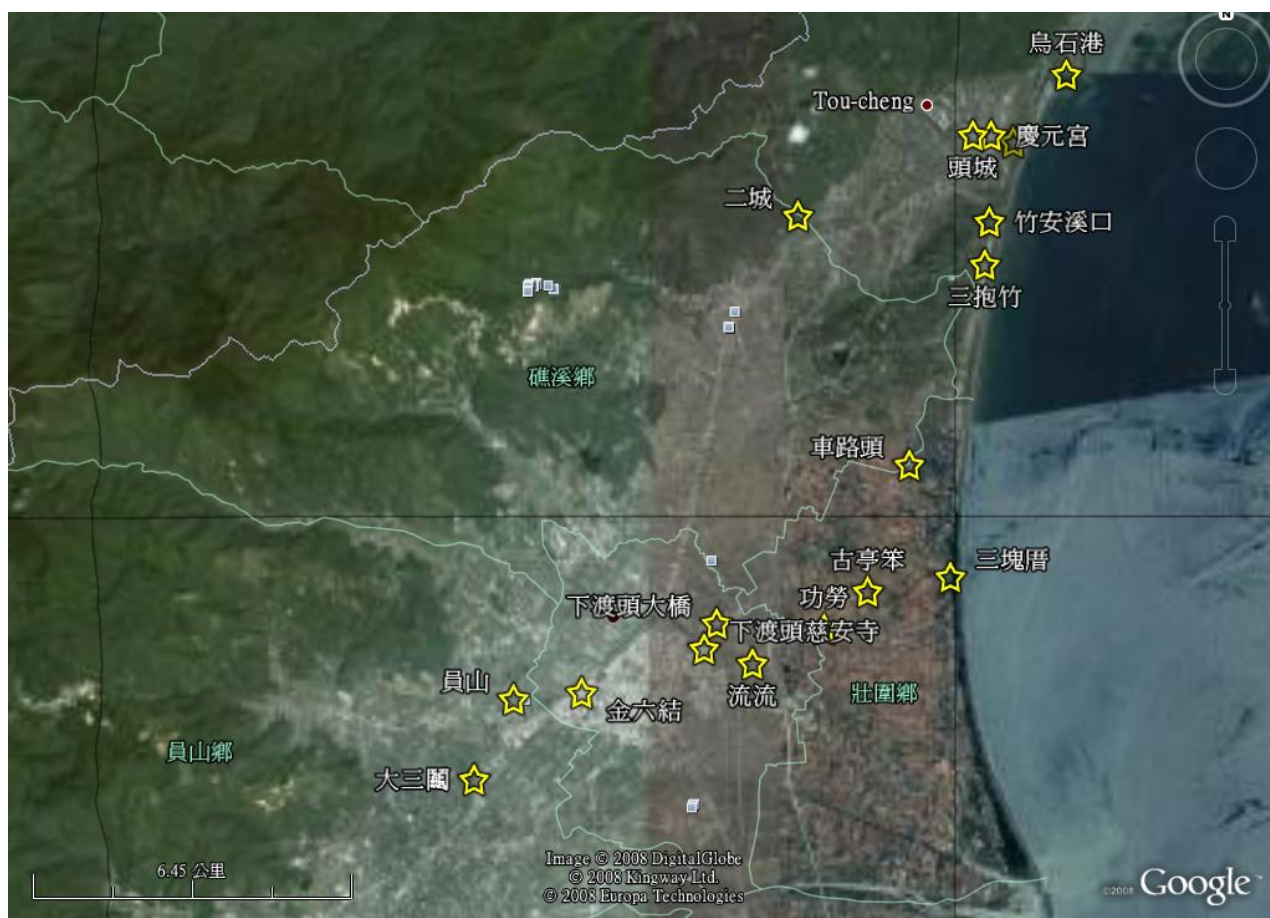 N
烏石港
Tou-cheng
慶元宮
頭城
二城
竹安溪口
三抱竹
礁溪鄉
車路頭
古亭笨
三塊厝
功勞
下渡頭大橋
下渡頭慈安寺
員山
流流
壯圍鄉
金六結
員山鄉
大三鬮
6.45 公里
Image © 2008 DigitalGlobe
© 2008 Kingway Ltd.
© 2008 Europa Technologies
©2008 Google™